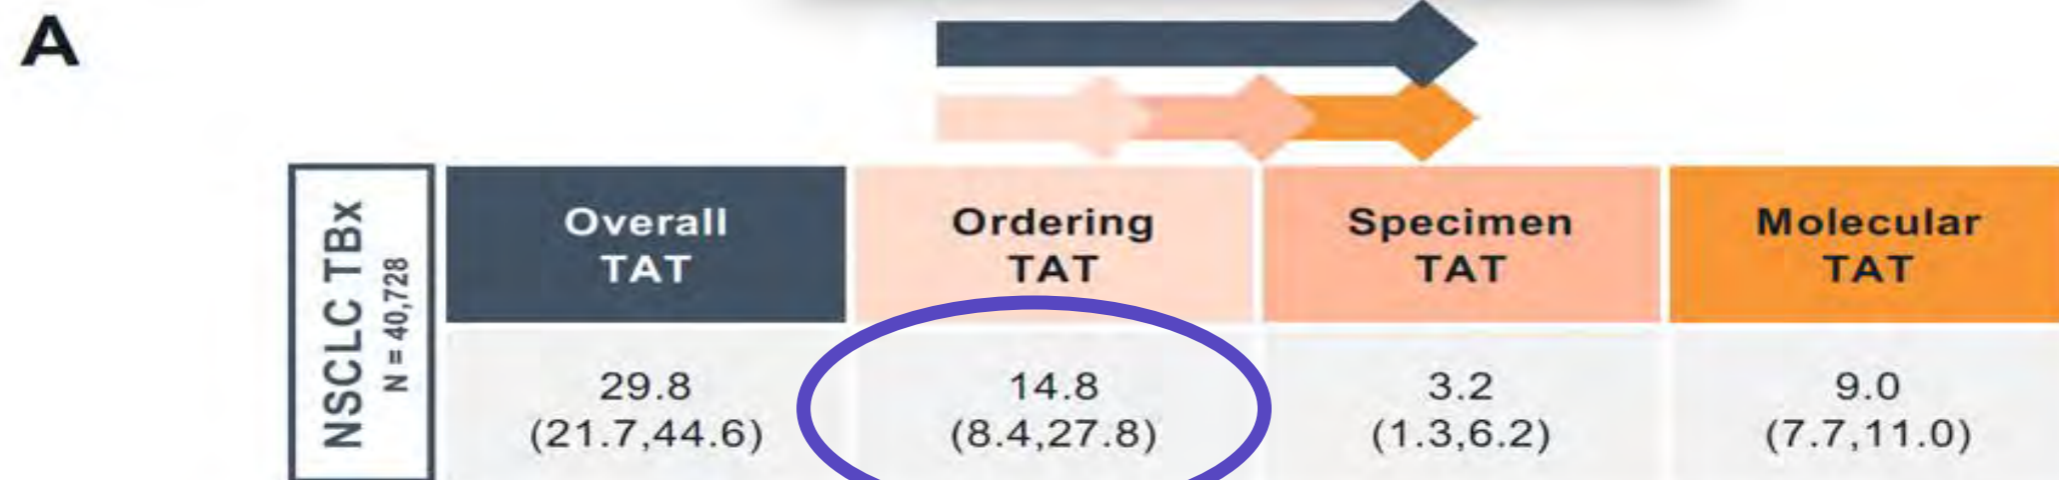 A
NSCLC TBx
N = 40,728
Overall
TAT
Ordering
TAT
Specimen
TAT
Molecular
TAT
29.8
(21.7,44.6)
14.8
(8.4,27.8)
3.2
(1.3,6.2)
9.0
(7.7,11.0)